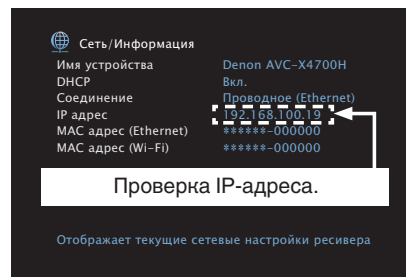 Сеть/Информация
Имя устройства Denon AVC-X4700H
DHCP Вкл.
Соединение Проводное (Ethernet)
IP адрес 192.168.100.19
MAC адрес (Ethernet) ******-000000
MAC адрес (Wi-Fi) ******-000000
Проверка IP-адреса.
Отображает текущие сетевые настройки ресивера